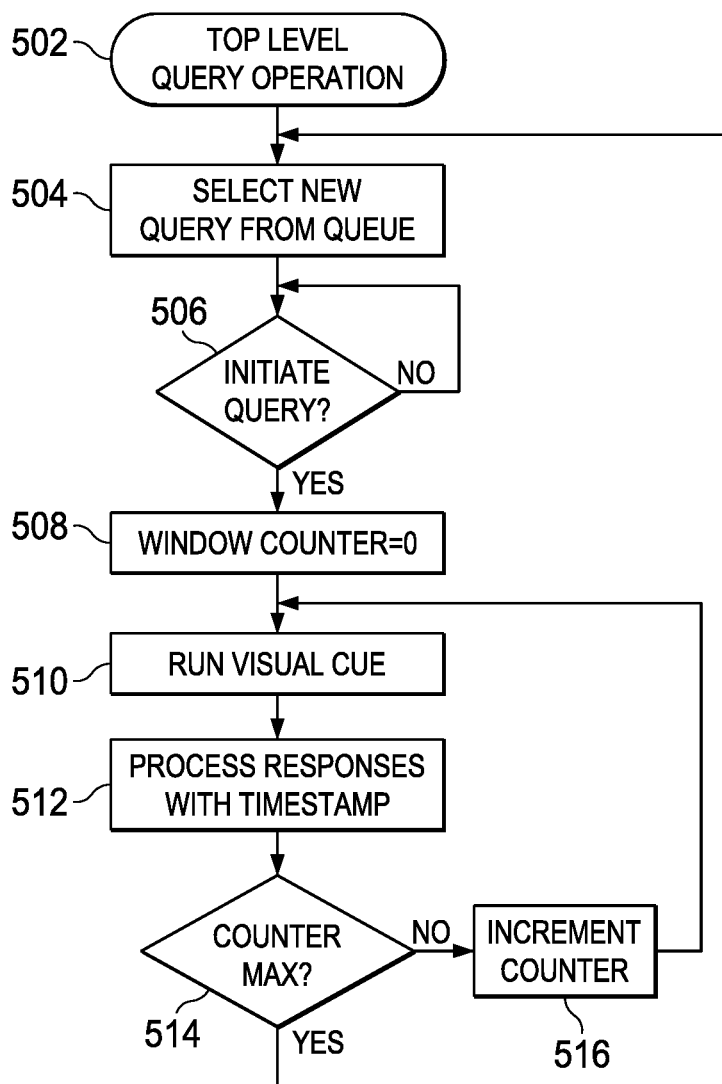 502
TOP LEVEL
QUERY OPERATION
504
SELECT NEW
QUERY FROM QUEUE
506
INITIATE
QUERY?
NO
YES
508
WINDOW COUNTER=0
510
RUN VISUAL CUE
512
PROCESS RESPONSES
WITH TIMESTAMP
COUNTER
MAX?
NO
INCREMENT
COUNTER
514
YES
516